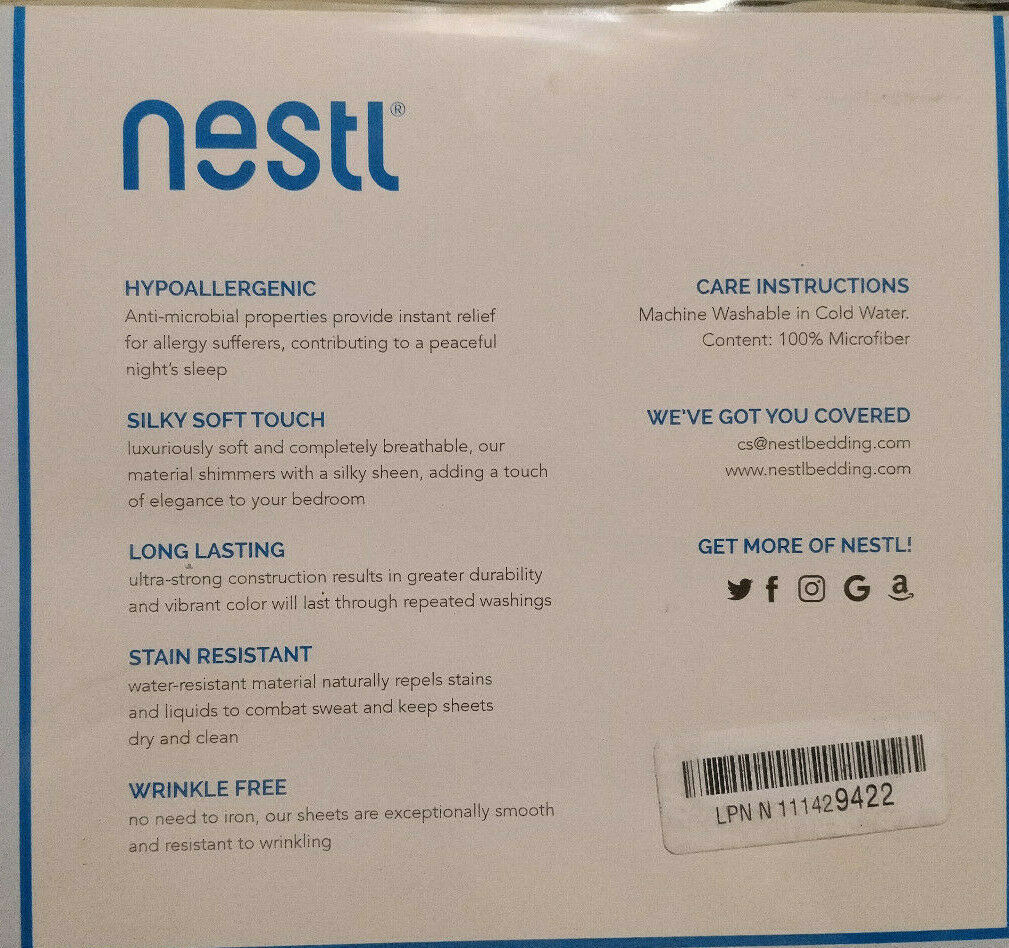 nestl®
HYPOALLERGENIC
Anti-microbial properties provide instant relief
for allergy sufferers, contributing to a peaceful
night's sleep
SILKY SOFT TOUCH
luxuriously soft and completely breathable, our
material shimmers with a silky sheen, adding a touch
of elegance to your bedroom
LONG LASTING
ultra-strong construction results in greater durability
and vibrant color will last through repeated washings
STAIN RESISTANT
water-resistant material naturally repels stains
and liquids to combat sweat and keep sheets
dry and clean
WRINKLE FREE
no need to iron, our sheets are exceptionally smooth
and resistant to wrinkling
CARE INSTRUCTIONS
Machine Washable in Cold Water.
Content: 100% Microfiber
WE'VE GOT YOU COVERED
cs@nestlbedding.com
www.nestlbedding.com
GET MORE OF NESTL!
f G a
LPN N 111429422